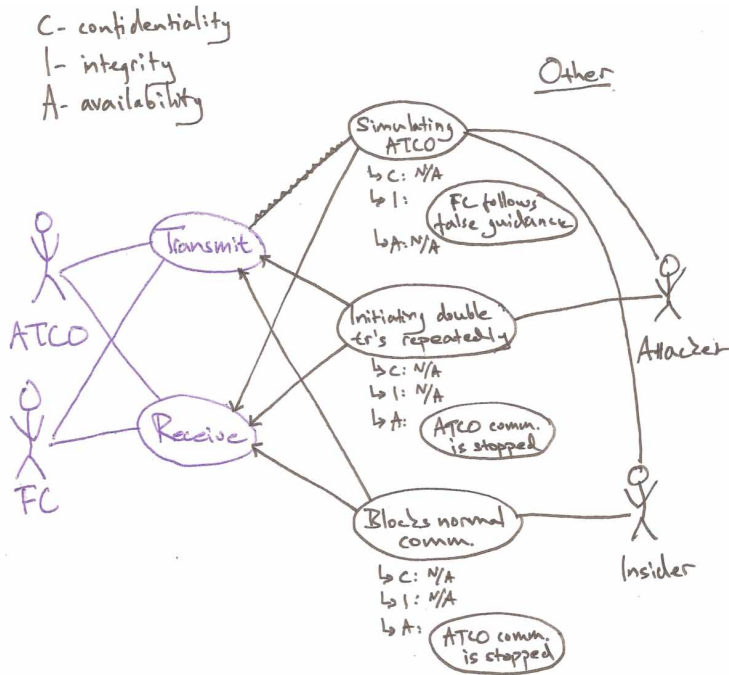 C - confidentiality
I - integrity
A - availability
Other
Simulating
ATCO
↳ C: N/A
↳ I:
FC follows
false guidance
↳ A: N/A
Transmit
ATCO
Initiating double
tr's repeatedly
Attacker
↳ C: N/A
↳ I: N/A
↳ A:
ATCO comm.
is stopped
Receive
FC
Blocks normal
comm.
Insider
↳ C: N/A
↳ I: N/A
↳ A:
ATCO comm.
is stopped